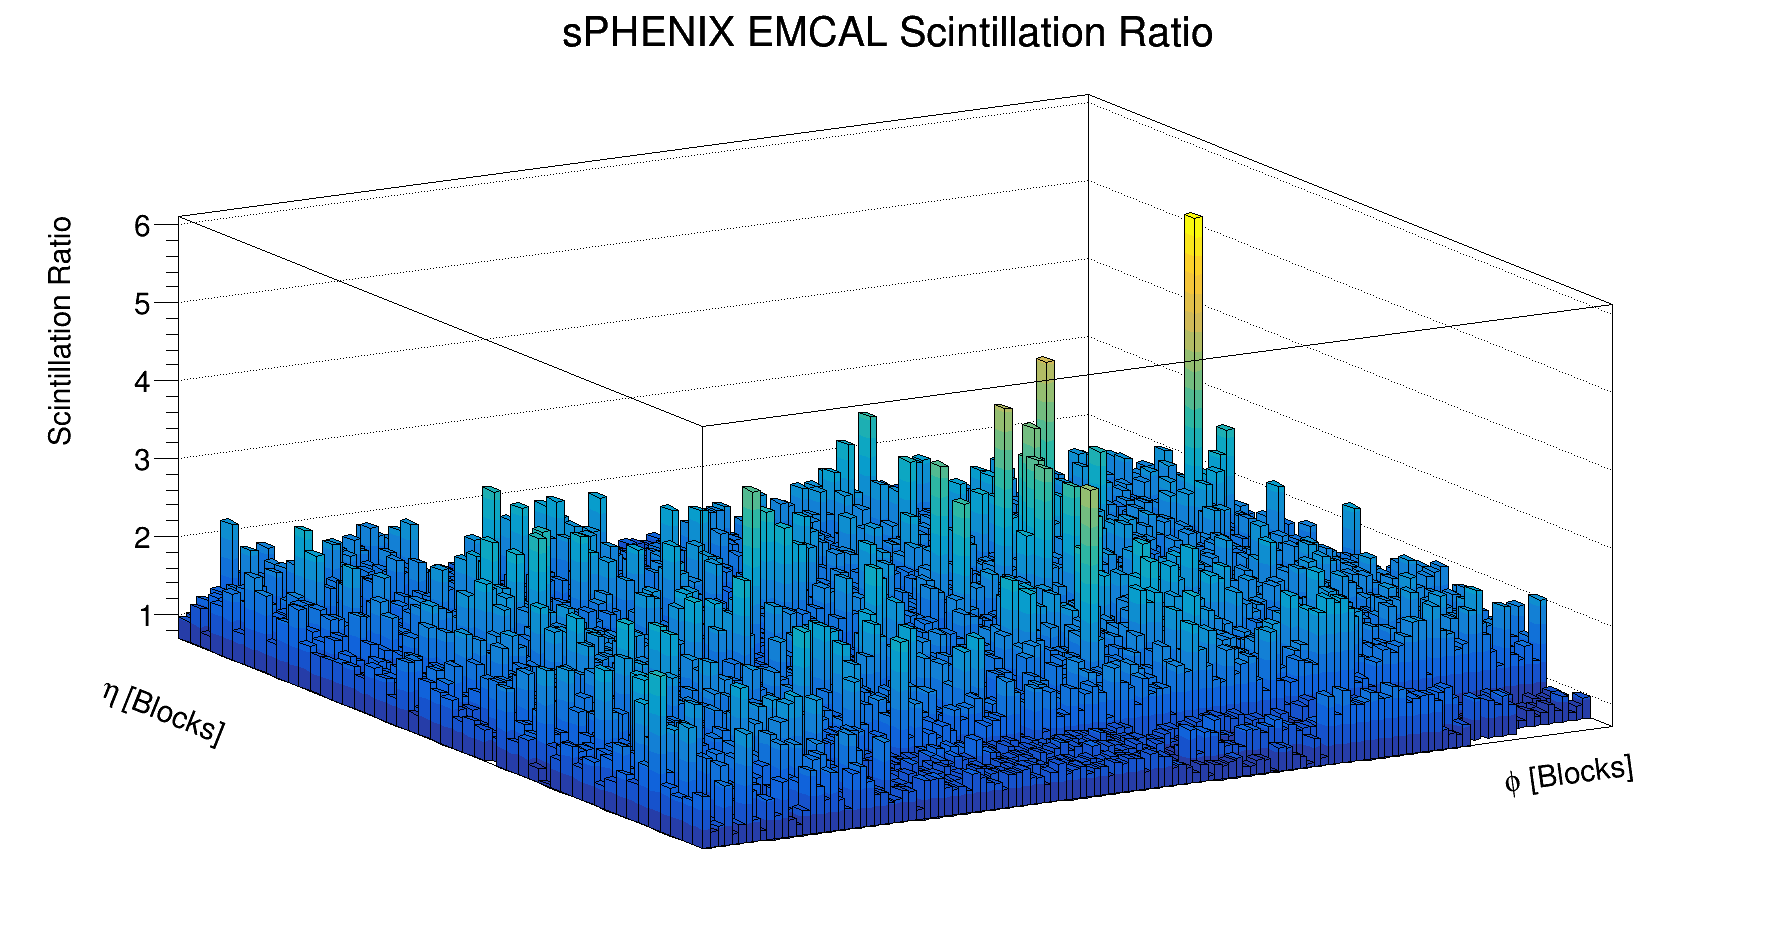 sPHENIX EMCAL Scintillation Ratio
Scintillation Ratio
6
5
4
3
2
1
η [Blocks]
ϕ [Blocks]